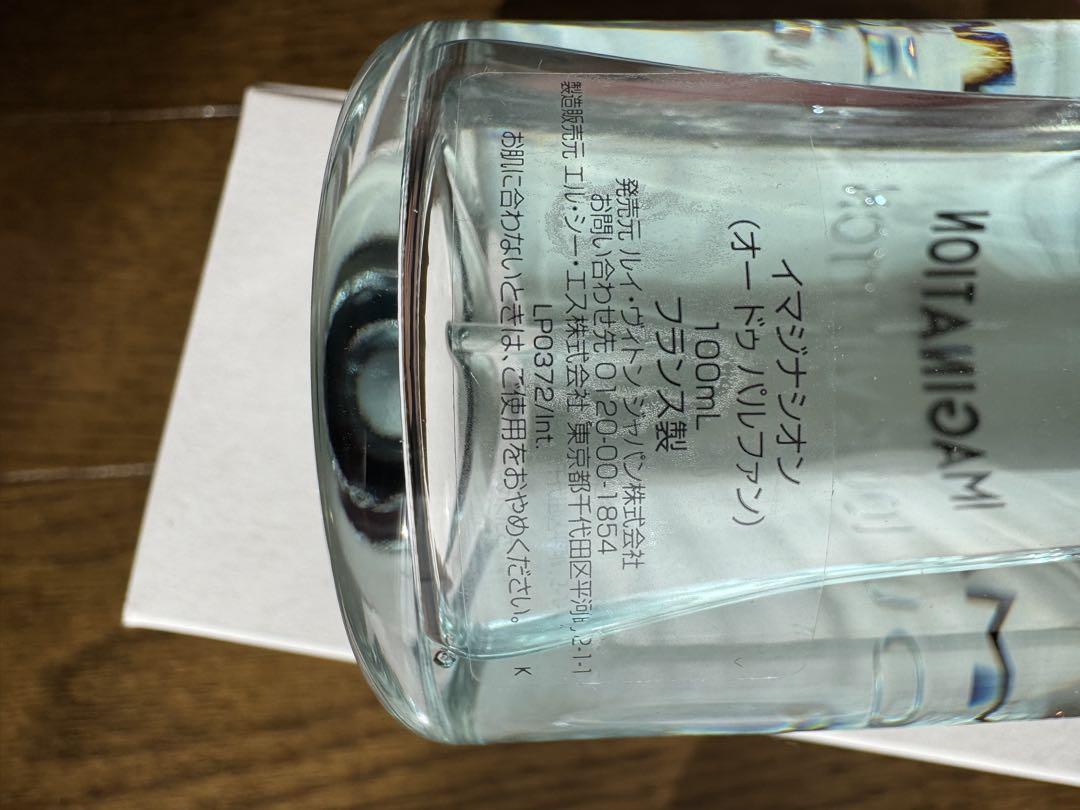 イマジナシオン
(オー ドゥ パルファン)
100mL
フランス製
発売元 ルイ・ヴィトン ジャパン株式会社
お問い合わせ先 0120-00-1854
製造販売元 エル・シー・エス株式会社 東京都千代田区平河町2-1-1
LP0372/Int.
お肌に合わないときは、ご使用をおやめください。 K
IMAGINATION